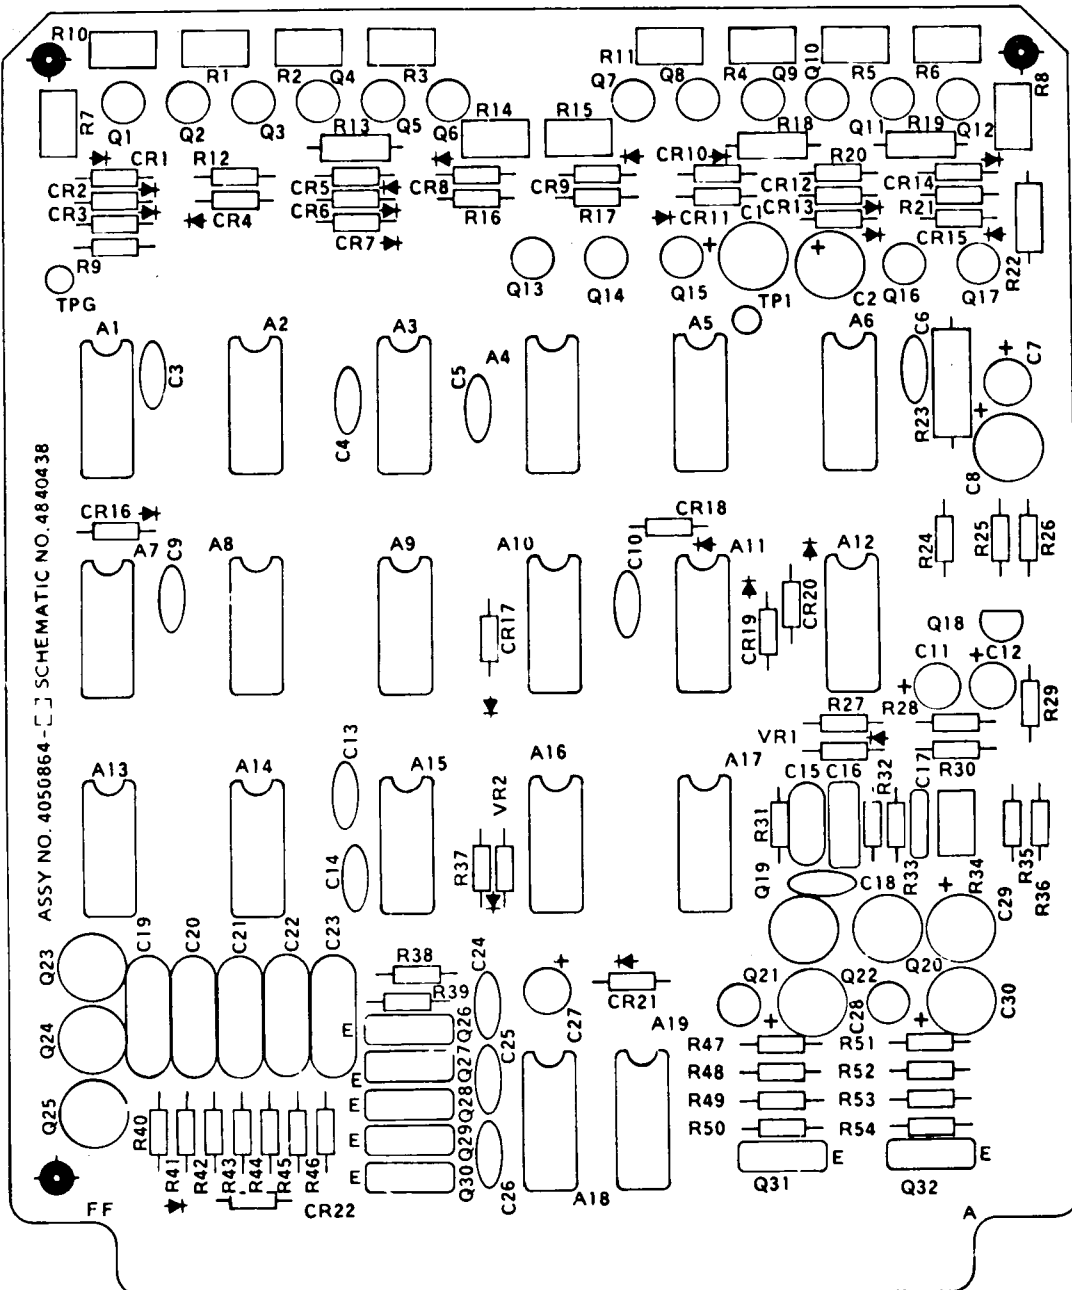 R10 R1 R2 Q4 R3 R11 Q8 R4 Q9 Q10 R5 R6 R8
R7 Q1 Q2 Q3 Q5 Q6 R14 R15 Q7 Q11 Q12
R13 R18 R19
CR1 R12 CR10 R20
CR2 CR5 CR8 CR9 CR12 CR14
CR3 CR4 CR6 R16 R17 CR11 C1 CR13 R21
CR7 + + CR15
R9 Q13 Q14 Q15 C2 Q16 Q17 R22
TPG TP1
A1 A2 A3 A4 A5 A6 C6 + C7
C3 C4 C5 R23 + C8
ASSY NO. 4050864-[ ] SCHEMATIC NO. 4840438
CR16 CR18 R24 R25 R26
A7 C9 A8 A9 A10 C10 A11 A12
CR17 CR19 CR20 Q18
C11 + C12 +
R27 R28 R29
VR1 R30
A13 A14 C13 A15 VR2 A16 A17 C15 C16 R32 C17
R31 R33 R34 R35 R36
C14 R37 Q19 C18 + C29
Q23 C19 C20 C21 C22 C23 R38 C24 + Q21 Q22 Q20
R39 CR21 C30
Q24 E Q26 C25 C27 A19 + C28 +
E Q27 R47 R51
Q25 E Q28 R48 R52
E Q29 R49 R53
R40 R41 R42 R43 R44 R45 R46 E Q30 C26 R50 R54
A18 E E
Q31 Q32
FF CR22 A